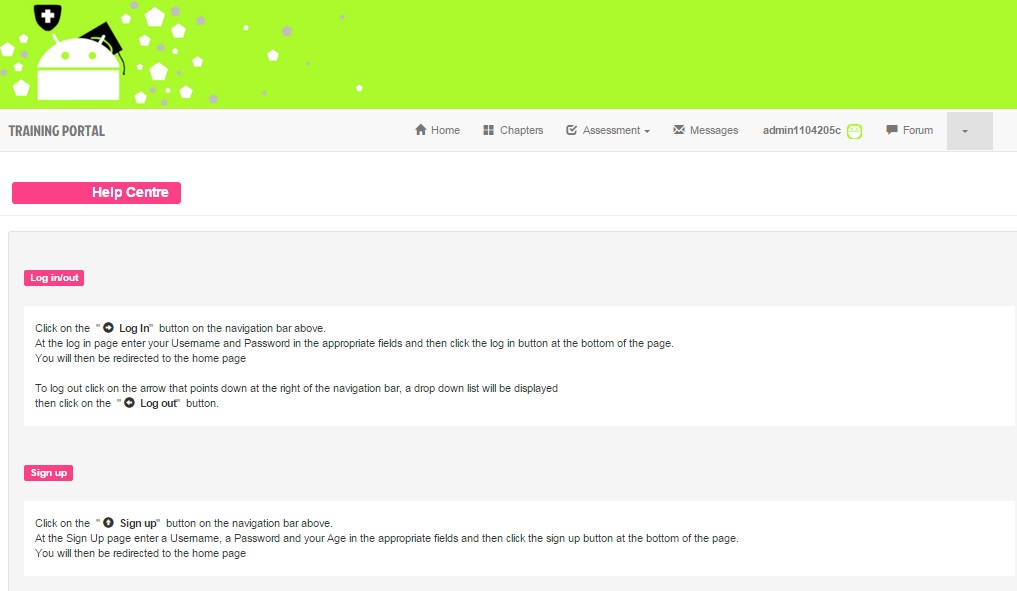 TRAINING PORTAL Home Chapters Assessment Messages admin1104205c Forum
Help Centre
Log in/out
Click on the " Log In" button on the navigation bar above.
At the log in page enter your Username and Password in the appropriate fields and then click the log in button at the bottom of the page.
You will then be redirected to the home page
To log out click on the arrow that points down at the right of the navigation bar, a drop down list will be displayed
then click on the " Log out" button.
Sign up
Click on the " Sign up" button on the navigation bar above.
At the Sign Up page enter a Username, a Password and your Age in the appropriate fields and then click the sign up button at the bottom of the page.
You will then be redirected to the home page